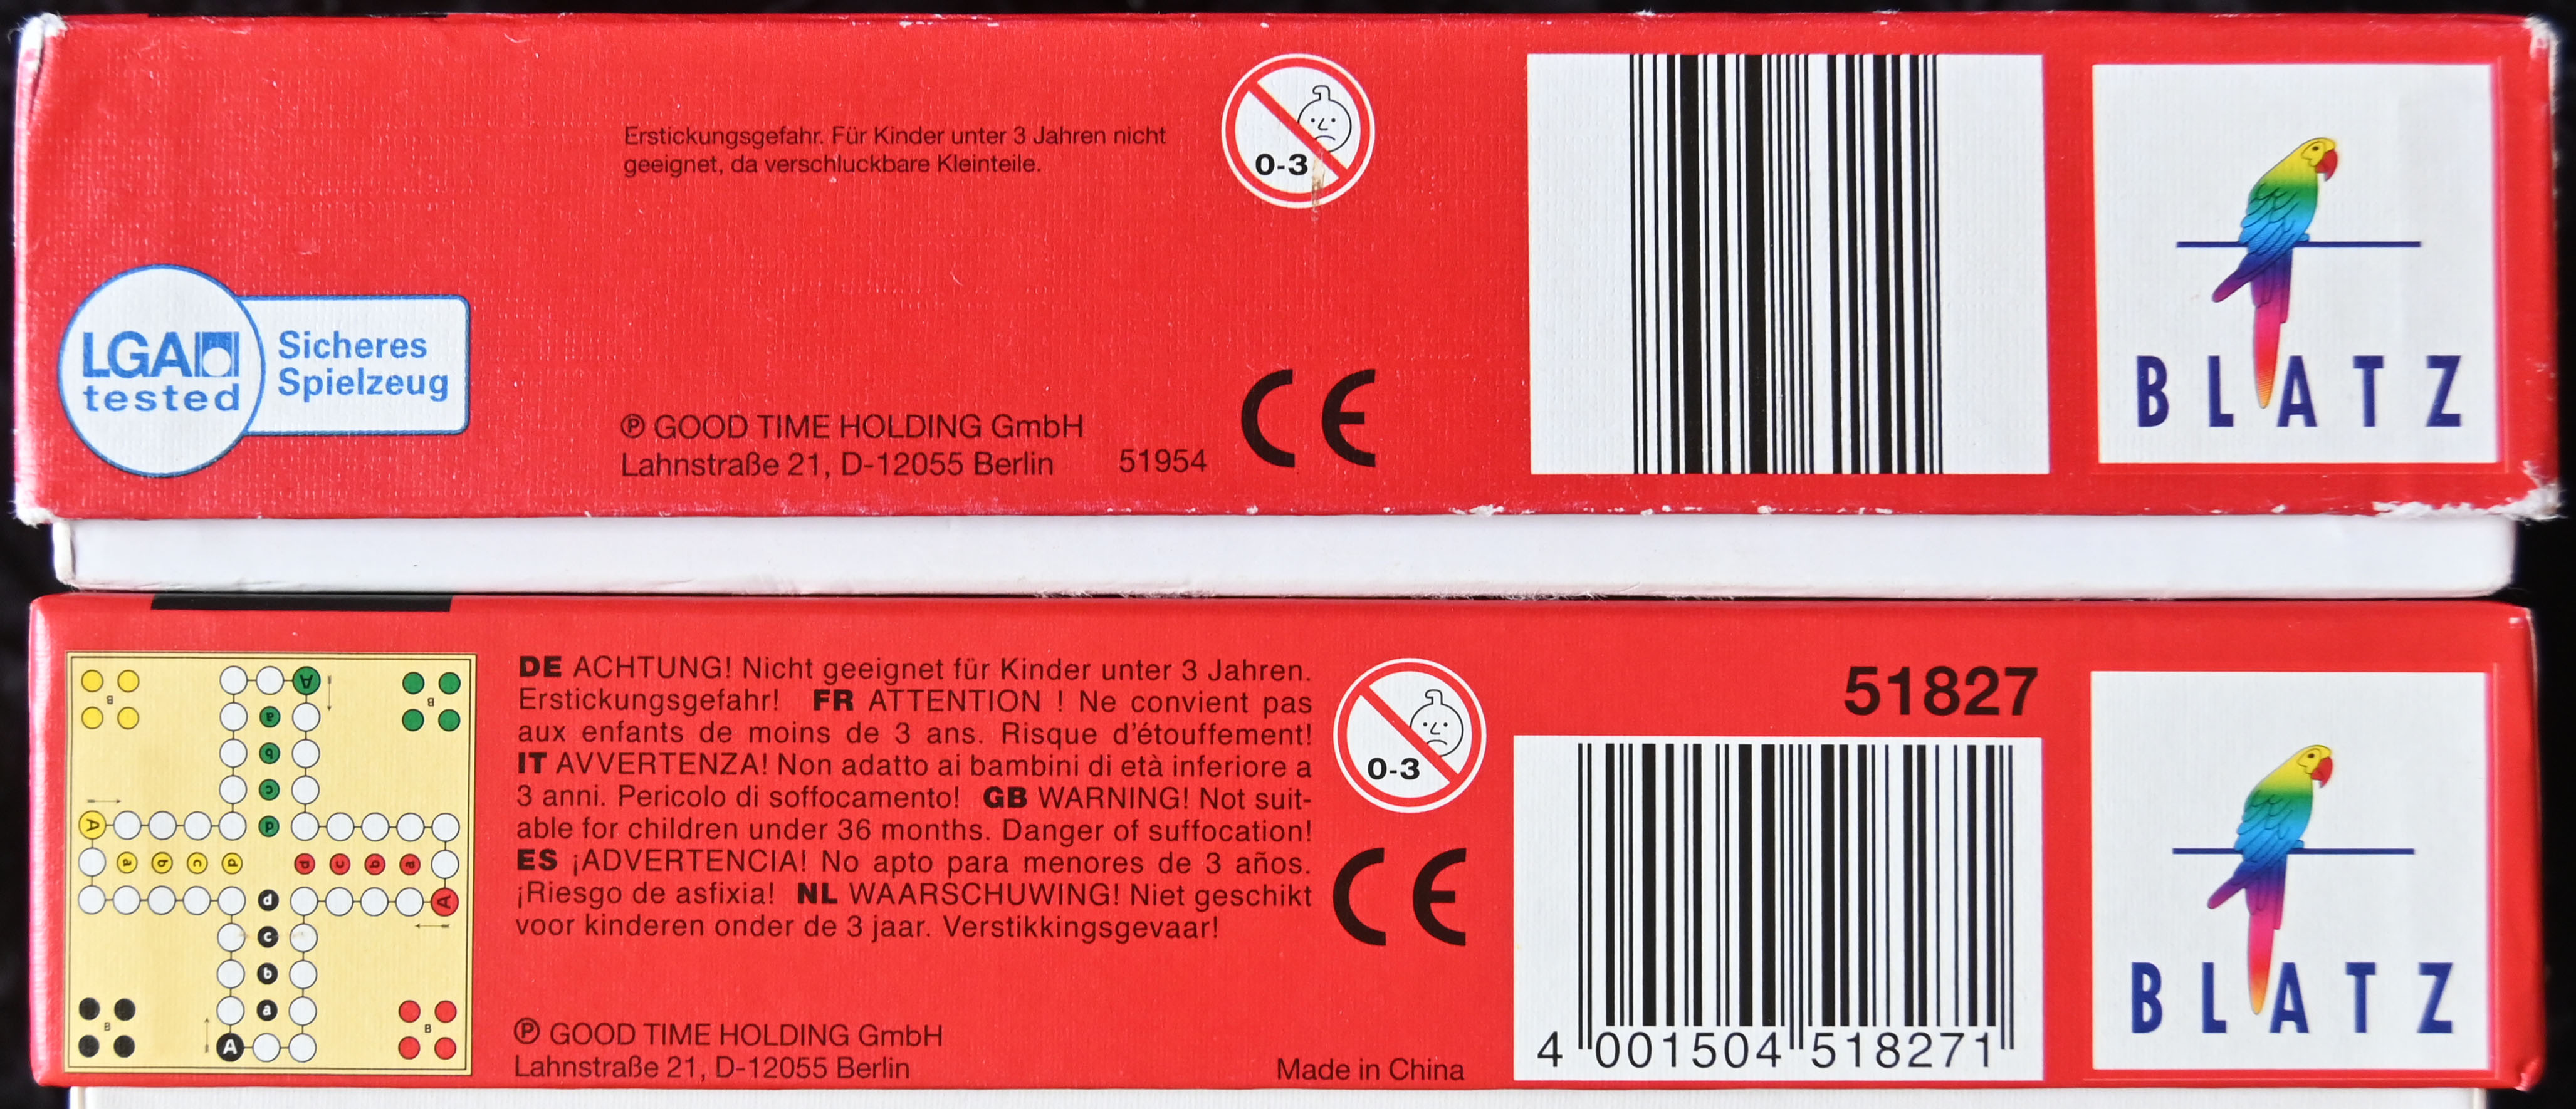 Erstickungsgefahr. Für Kinder unter 3 Jahren nicht
geeignet, da verschluckbare Kleinteile.
0-3
LGA
tested
Sicheres
Spielzeug
Ⓟ GOOD TIME HOLDING GmbH
Lahnstraße 21, D-12055 Berlin
51954
CE
BLATZ
B
B
A
a
b
c
d
A
a
b
c
d
d
c
b
a
A
d
c
b
a
A
B
B
DE ACHTUNG! Nicht geeignet für Kinder unter 3 Jahren.
Erstickungsgefahr! FR ATTENTION ! Ne convient pas
aux enfants de moins de 3 ans. Risque d'étouffement!
IT AVVERTENZA! Non adatto ai bambini di età inferiore a
3 anni. Pericolo di soffocamento! GB WARNING! Not suit-
able for children under 36 months. Danger of suffocation!
ES ¡ADVERTENCIA! No apto para menores de 3 años.
¡Riesgo de asfixia! NL WAARSCHUWING! Niet geschikt
voor kinderen onder de 3 jaar. Verstikkingsgevaar!
Ⓟ GOOD TIME HOLDING GmbH
Lahnstraße 21, D-12055 Berlin
Made in China
0-3
CE
51827
4 001504 518271
BLATZ